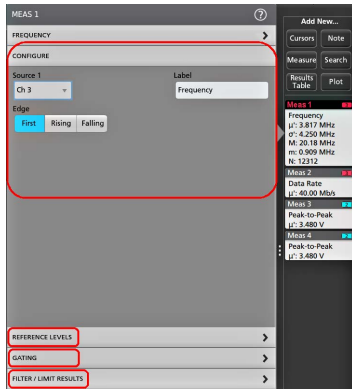 MEAS 1
?
FREQUENCY
CONFIGURE
Source 1
Ch 3
Label
Frequency
Edge
First Rising Falling
REFERENCE LEVELS
GATING
FILTER / LIMIT RESULTS
Add New...
Cursors Note
Measure Search
Results Table Plot
Meas 1
Frequency
µ': 3.817 MHz
σ': 4.250 MHz
M: 20.18 MHz
m: 0.909 MHz
N: 12312
Meas 2
Data Rate
µ': 40.00 Mb/s
Meas 3
Peak-to-Peak
µ': 3.480 V
Meas 4
Peak-to-Peak
µ': 3.480 V